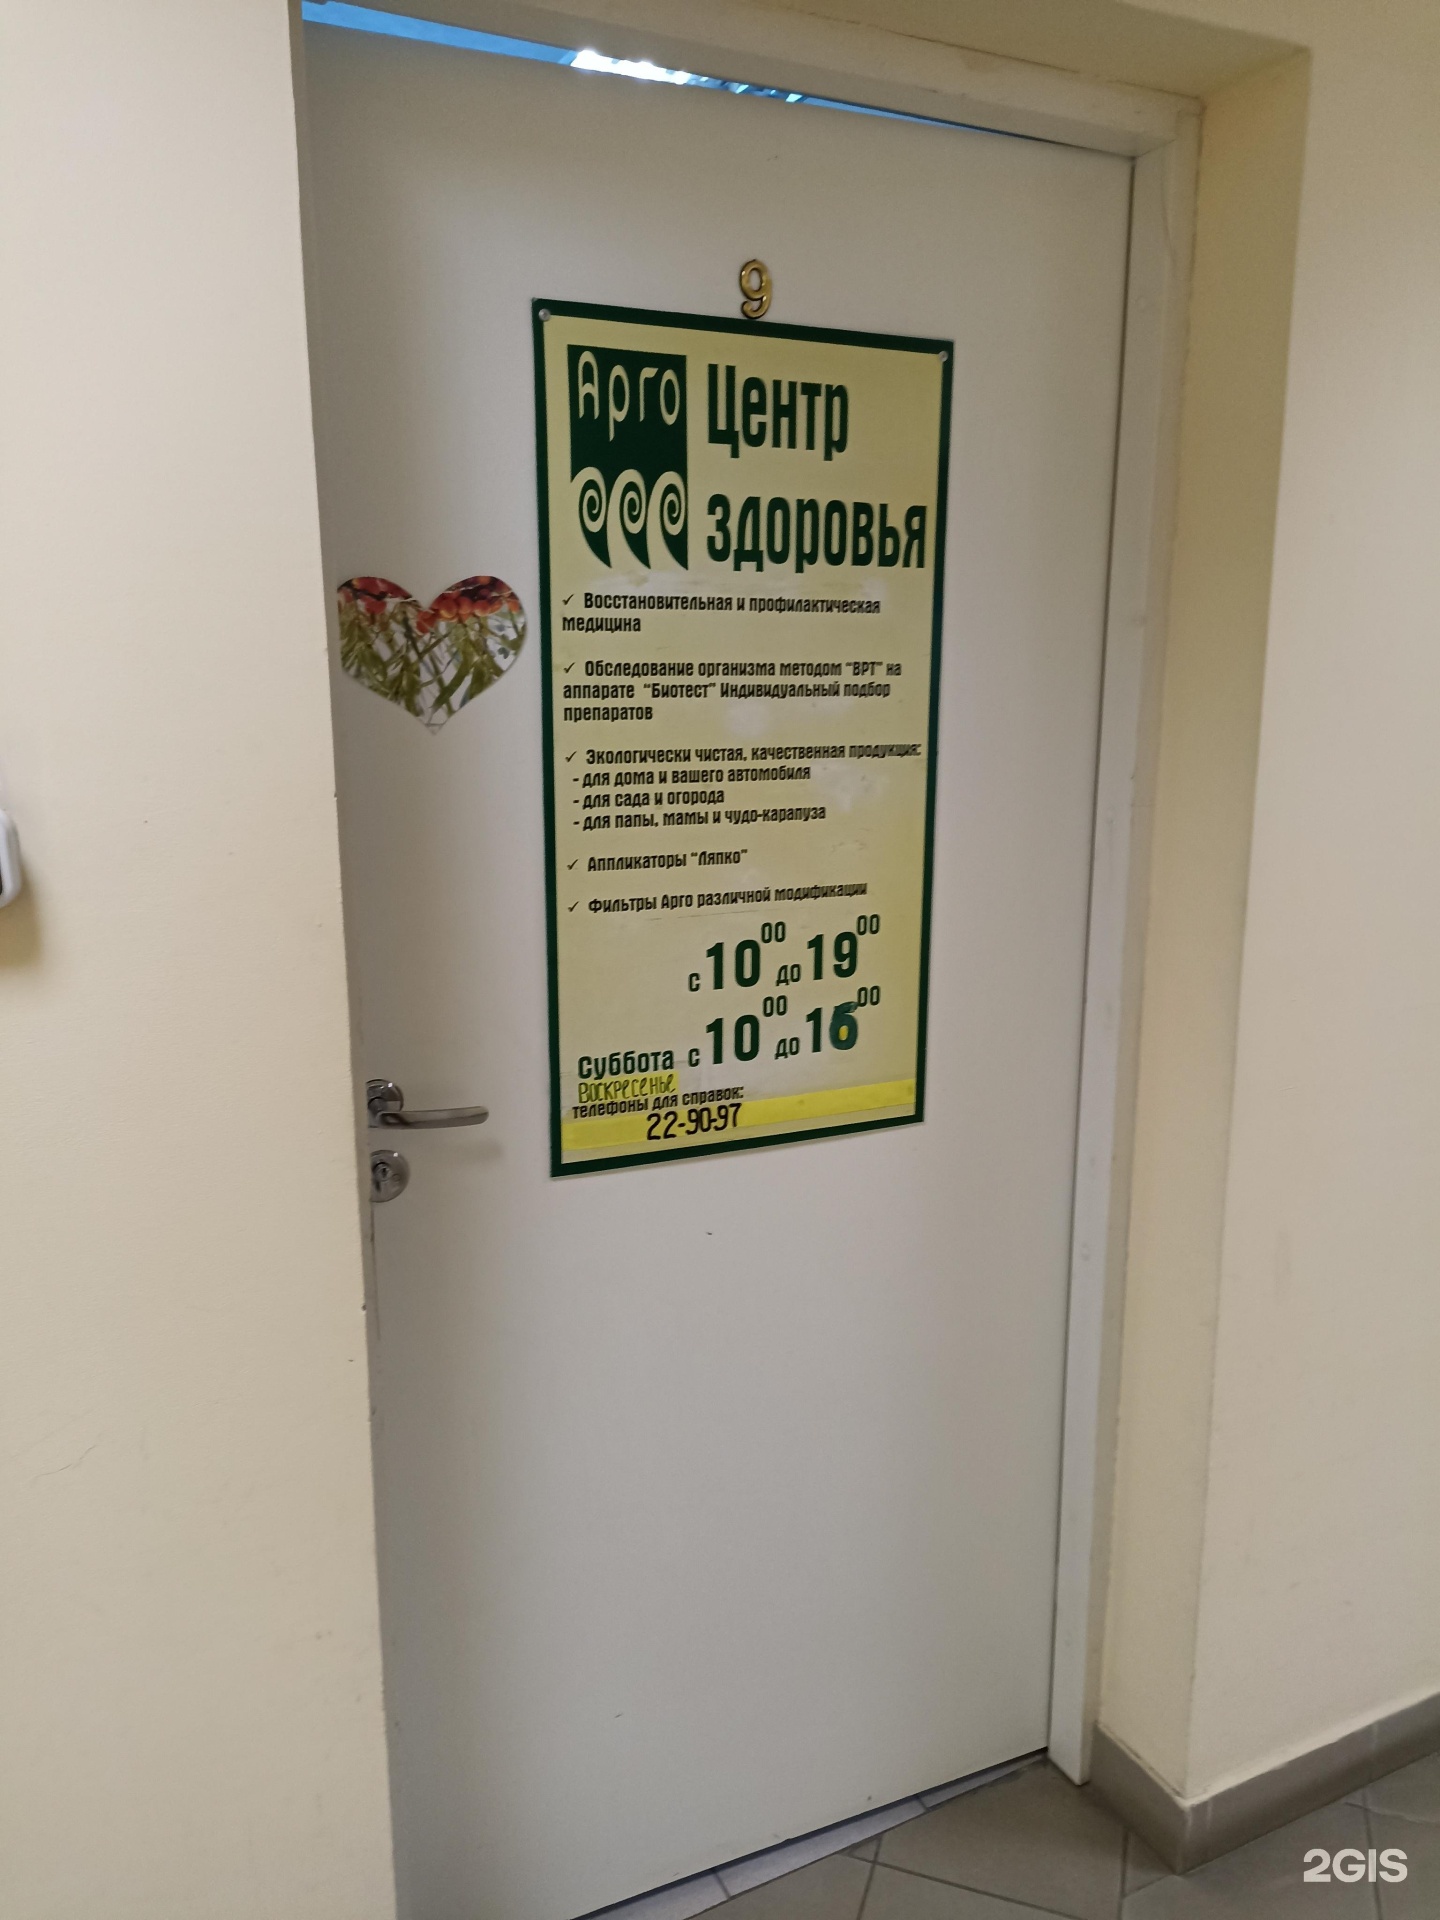 9
Арго
Центр
здоровья
✓ Восстановительная и профилактическая
медицина
✓ Обследование организма методом "ВРТ" на
аппарате "Биотест" Индивидуальный подбор
препаратов
✓ Экологически чистая, качественная продукция:
- для дома и вашего автомобиля
- для сада и огорода
- для папы, мамы и чудо-карапуза
✓ Аппликаторы "Ляпко"
✓ Фильтры Арго различной модификации
с 10 00 до 19 00
Суббота с 10 00 до 16 00
Воскресенье
телефоны для справок:
22-90-97
2GIS